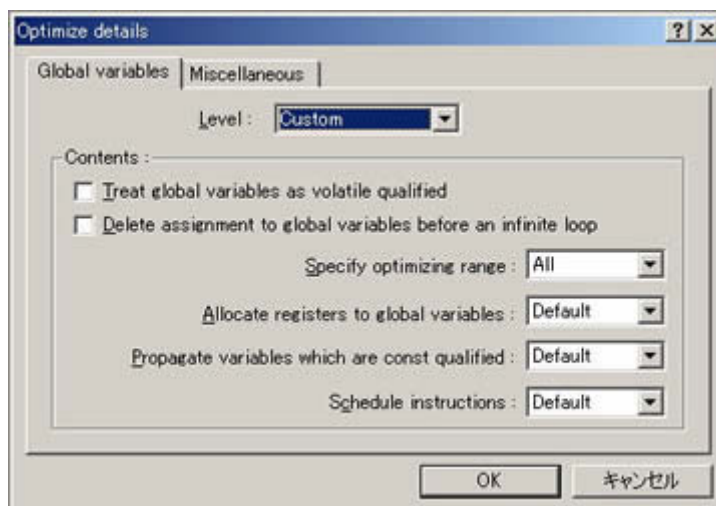 Optimize details
Global variables Miscellaneous
Level : Custom
Contents :
Treat global variables as volatile qualified
Delete assignment to global variables before an infinite loop
Specify optimizing range : All
Allocate registers to global variables : Default
Propagate variables which are const qualified : Default
Schedule instructions : Default
OK キャンセル